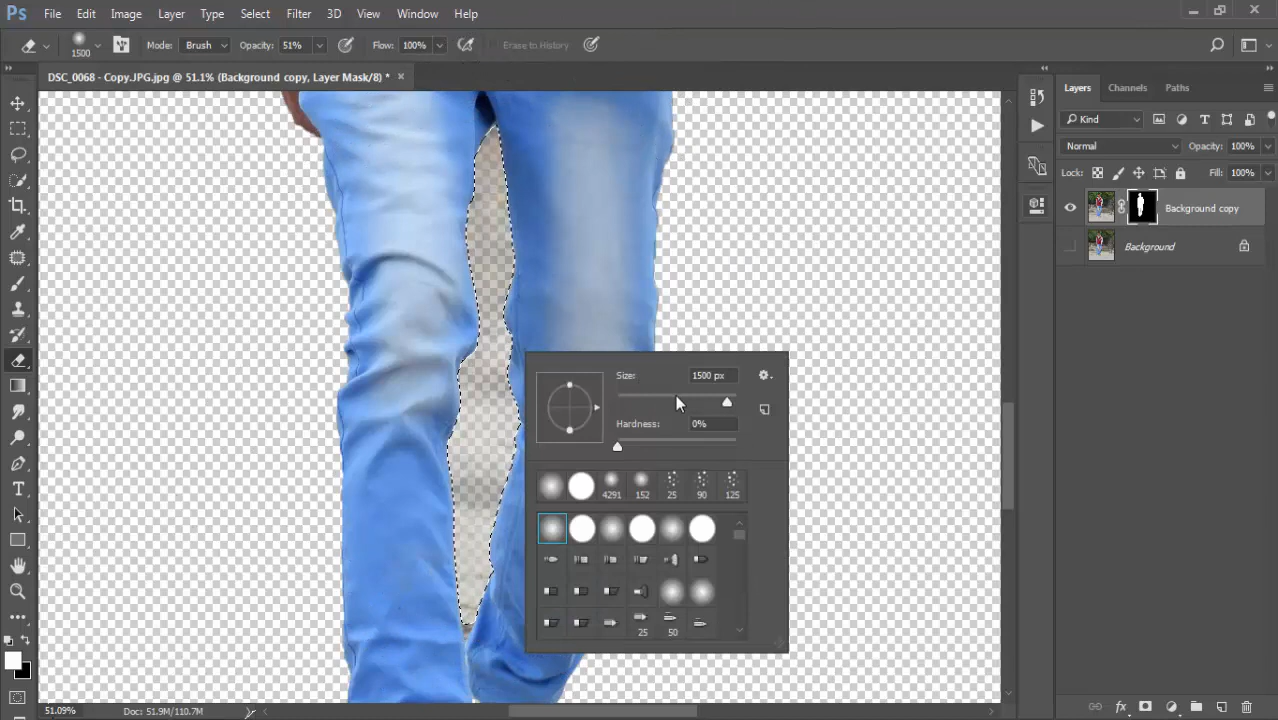 Ps File Edit Image Layer Type Select Filter 3D View Window Help
1500 Mode: Brush Opacity: 51% Flow: 100% Erase to History
DSC_0068 - Copy.JPG.jpg @ 51.1% (Background copy, Layer Mask/8) * ×
Layers Channels Paths
Kind
Normal Opacity: 100%
Lock: Fill: 100%
Background copy
Background
Size: 1500 px
Hardness: 0%
4291 152 25 90 125
25 50
51.09% Doc: 51.9M/110.7M